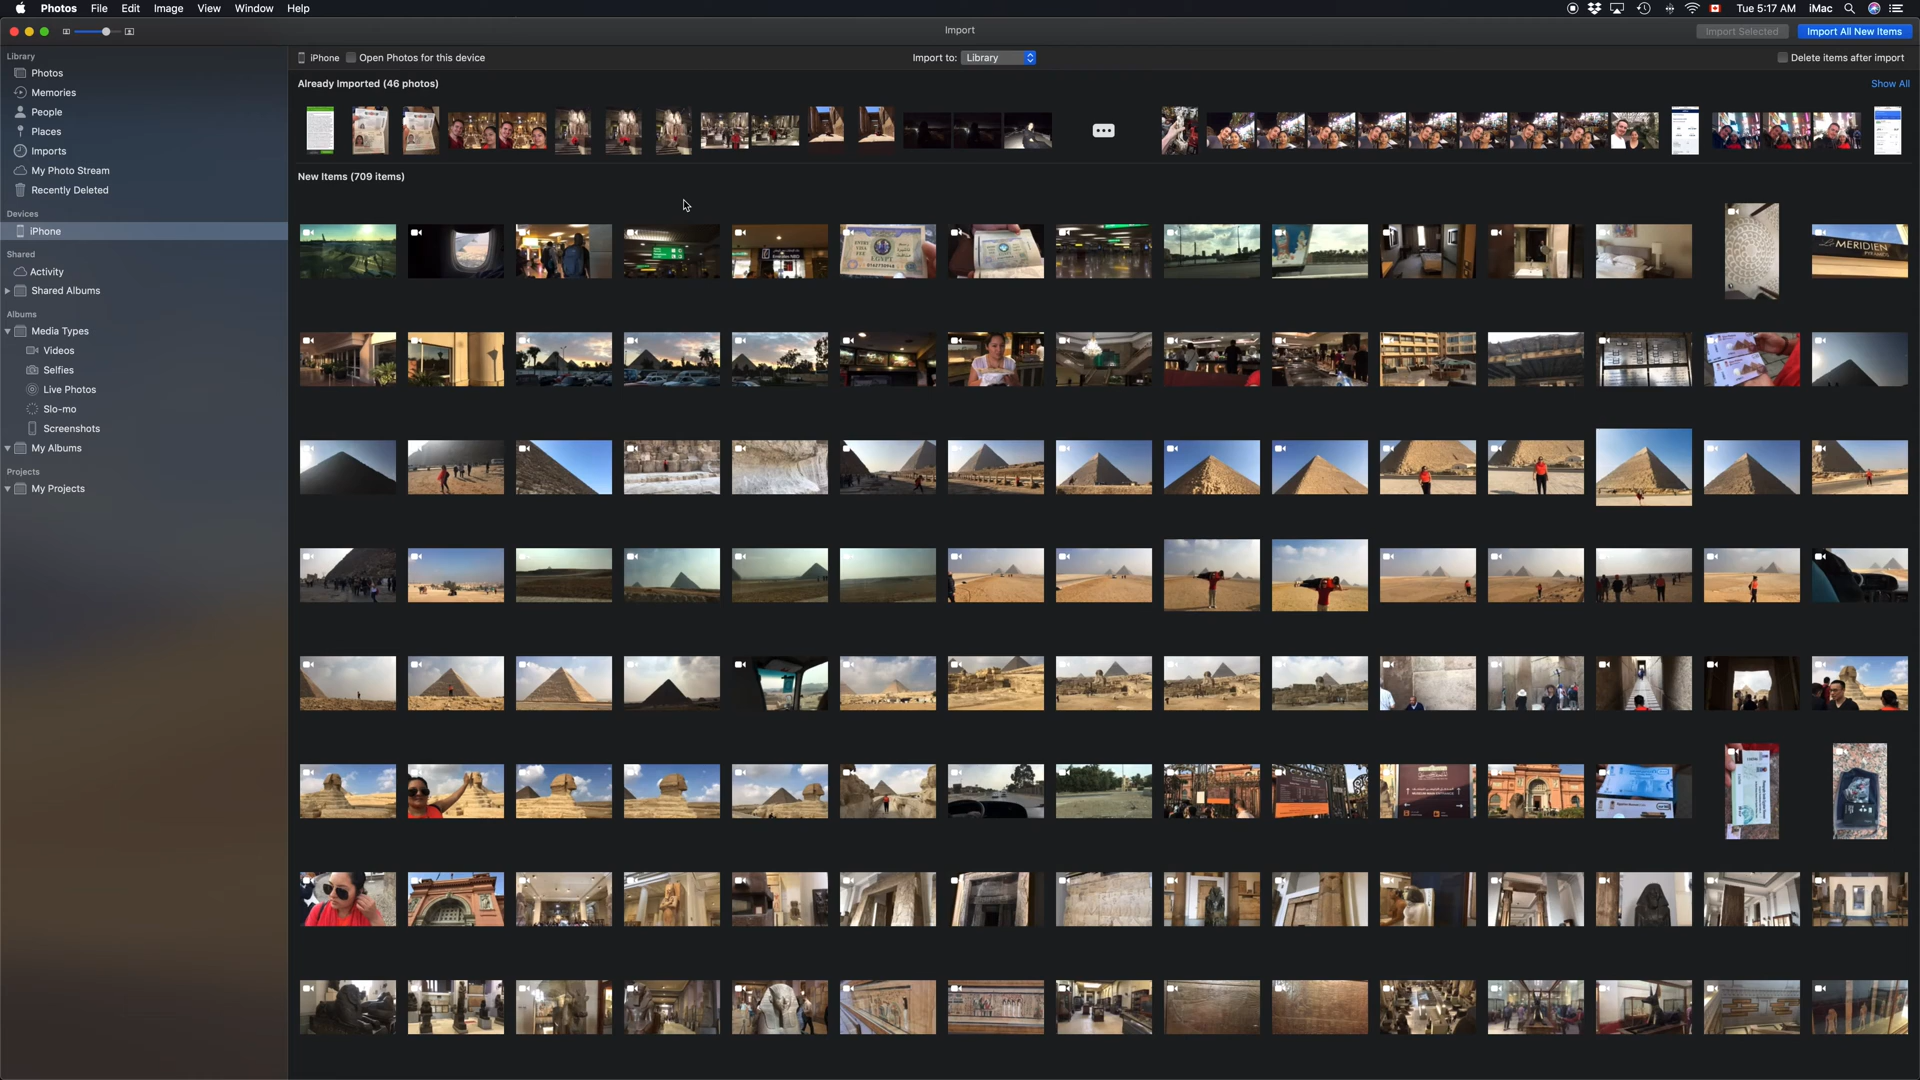 Photos File Edit Image View Window Help
Tue 5:17 AM iMac
Import
Import Selected
Import All New Items
Library
Photos
Memories
People
Places
Imports
My Photo Stream
Recently Deleted
Devices
iPhone
Shared
Activity
Shared Albums
Albums
Media Types
Videos
Selfies
Live Photos
Slo-mo
Screenshots
My Albums
Projects
My Projects
iPhone Open Photos for this device
Import to: Library
Delete items after import
Already Imported (46 photos)
Show All
New Items (709 items)
MERIDIEN